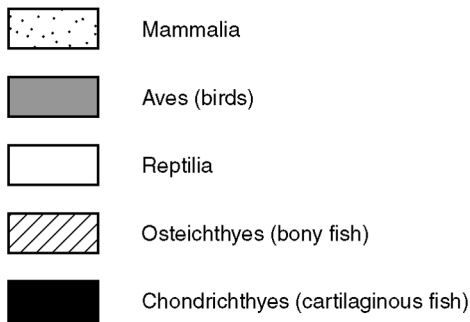 Mammalia
Aves (birds)
Reptilia
Osteichthyes (bony fish)
Chondrichthyes (cartilaginous fish)